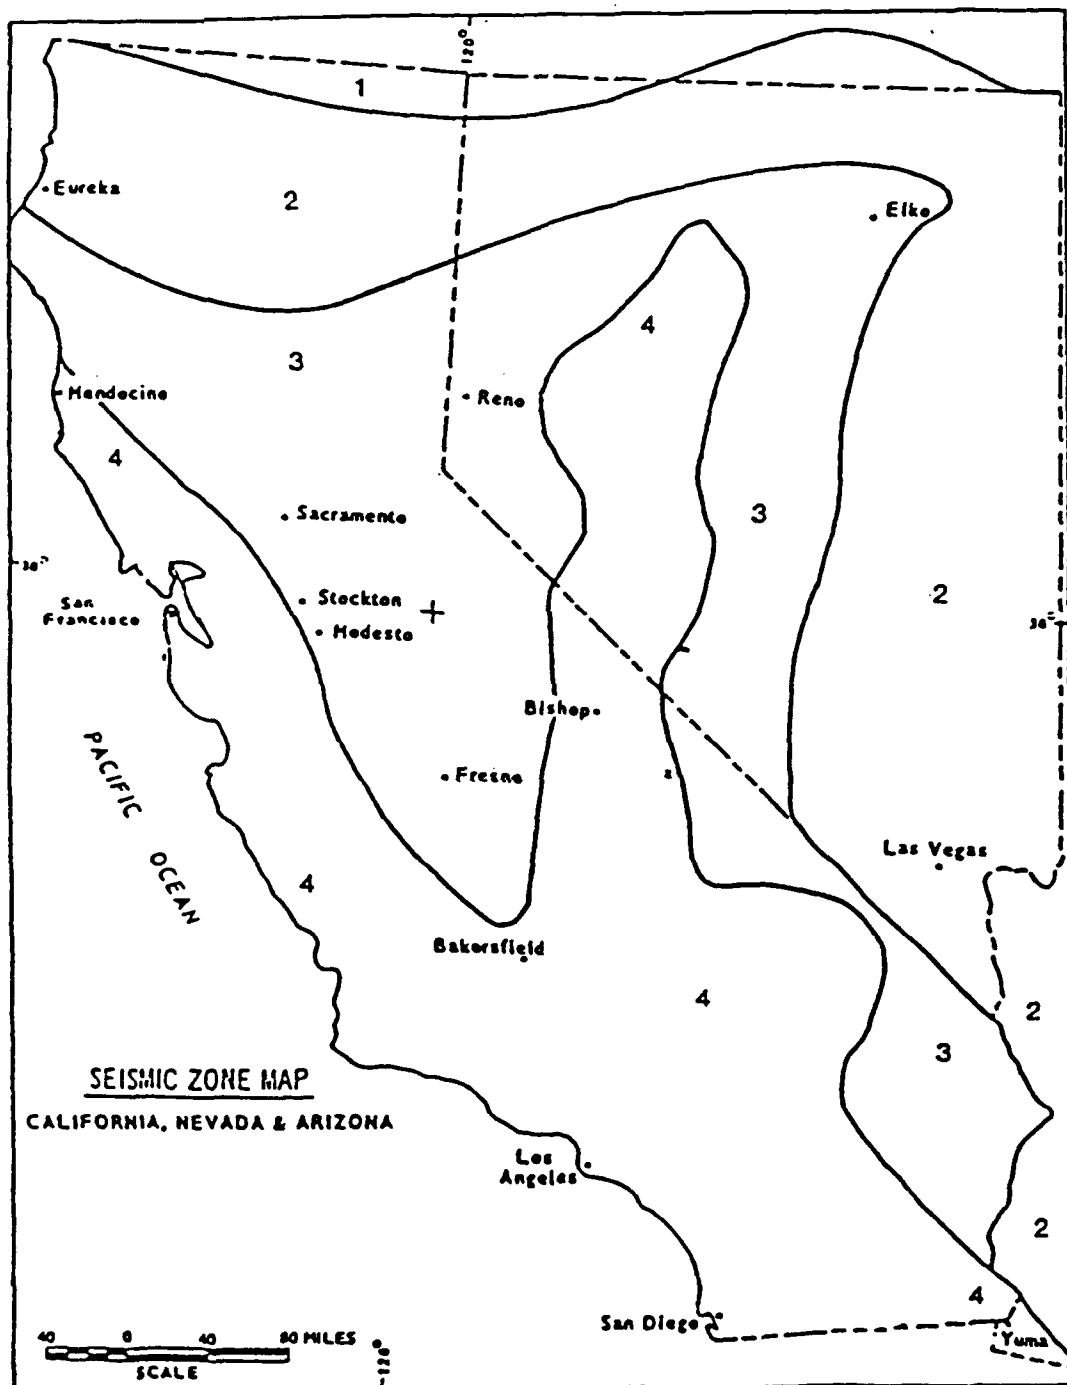 120°
1
Eureka
2
Elko
4
3
Mendocino
Reno
4
3
Sacramento
38°
Stockton
San
Francisco
Modesto
2
38°
Bishop
PACIFIC OCEAN
Fresno
Las Vegas
4
Bakersfield
4
2
3
SEISMIC ZONE MAP
CALIFORNIA, NEVADA & ARIZONA
Los
Angeles
2
4
San Diego
Yuma
40 0 40 80 MILES
SCALE
120°